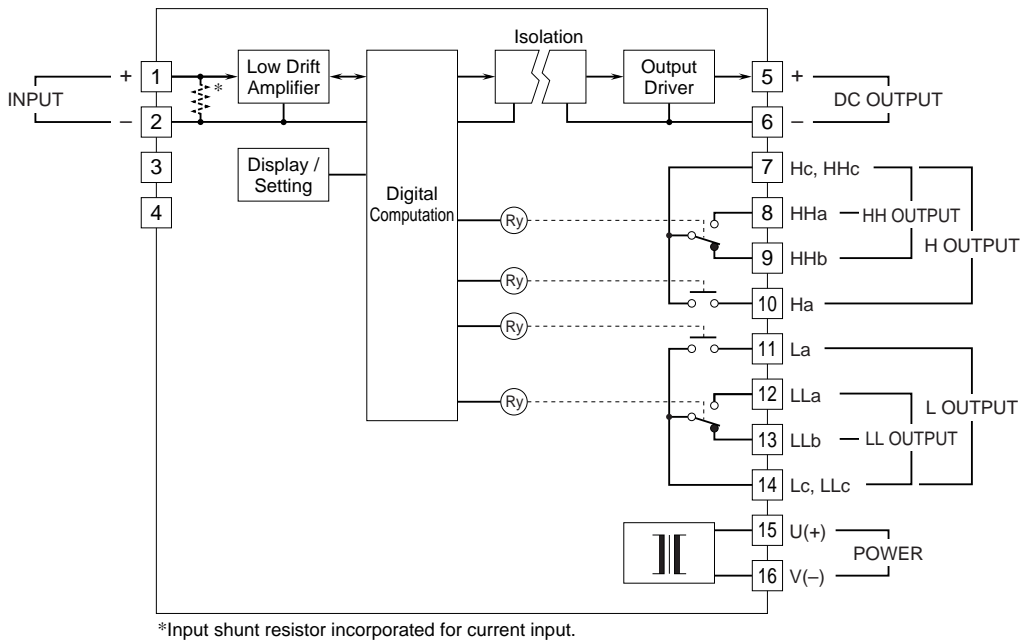 Isolation
INPUT
+
1
*
Low Drift
Amplifier
Output
Driver
5
+
DC OUTPUT
–
2
6
–
3
Display /
Setting
4
Digital
Computation
7
Hc, HHc
Ry
8
HHa
HH OUTPUT
9
HHb
H OUTPUT
Ry
10
Ha
Ry
11
La
Ry
12
LLa
L OUTPUT
13
LLb
LL OUTPUT
14
Lc, LLc
15
U(+)
POWER
16
V(–)
*Input shunt resistor incorporated for current input.